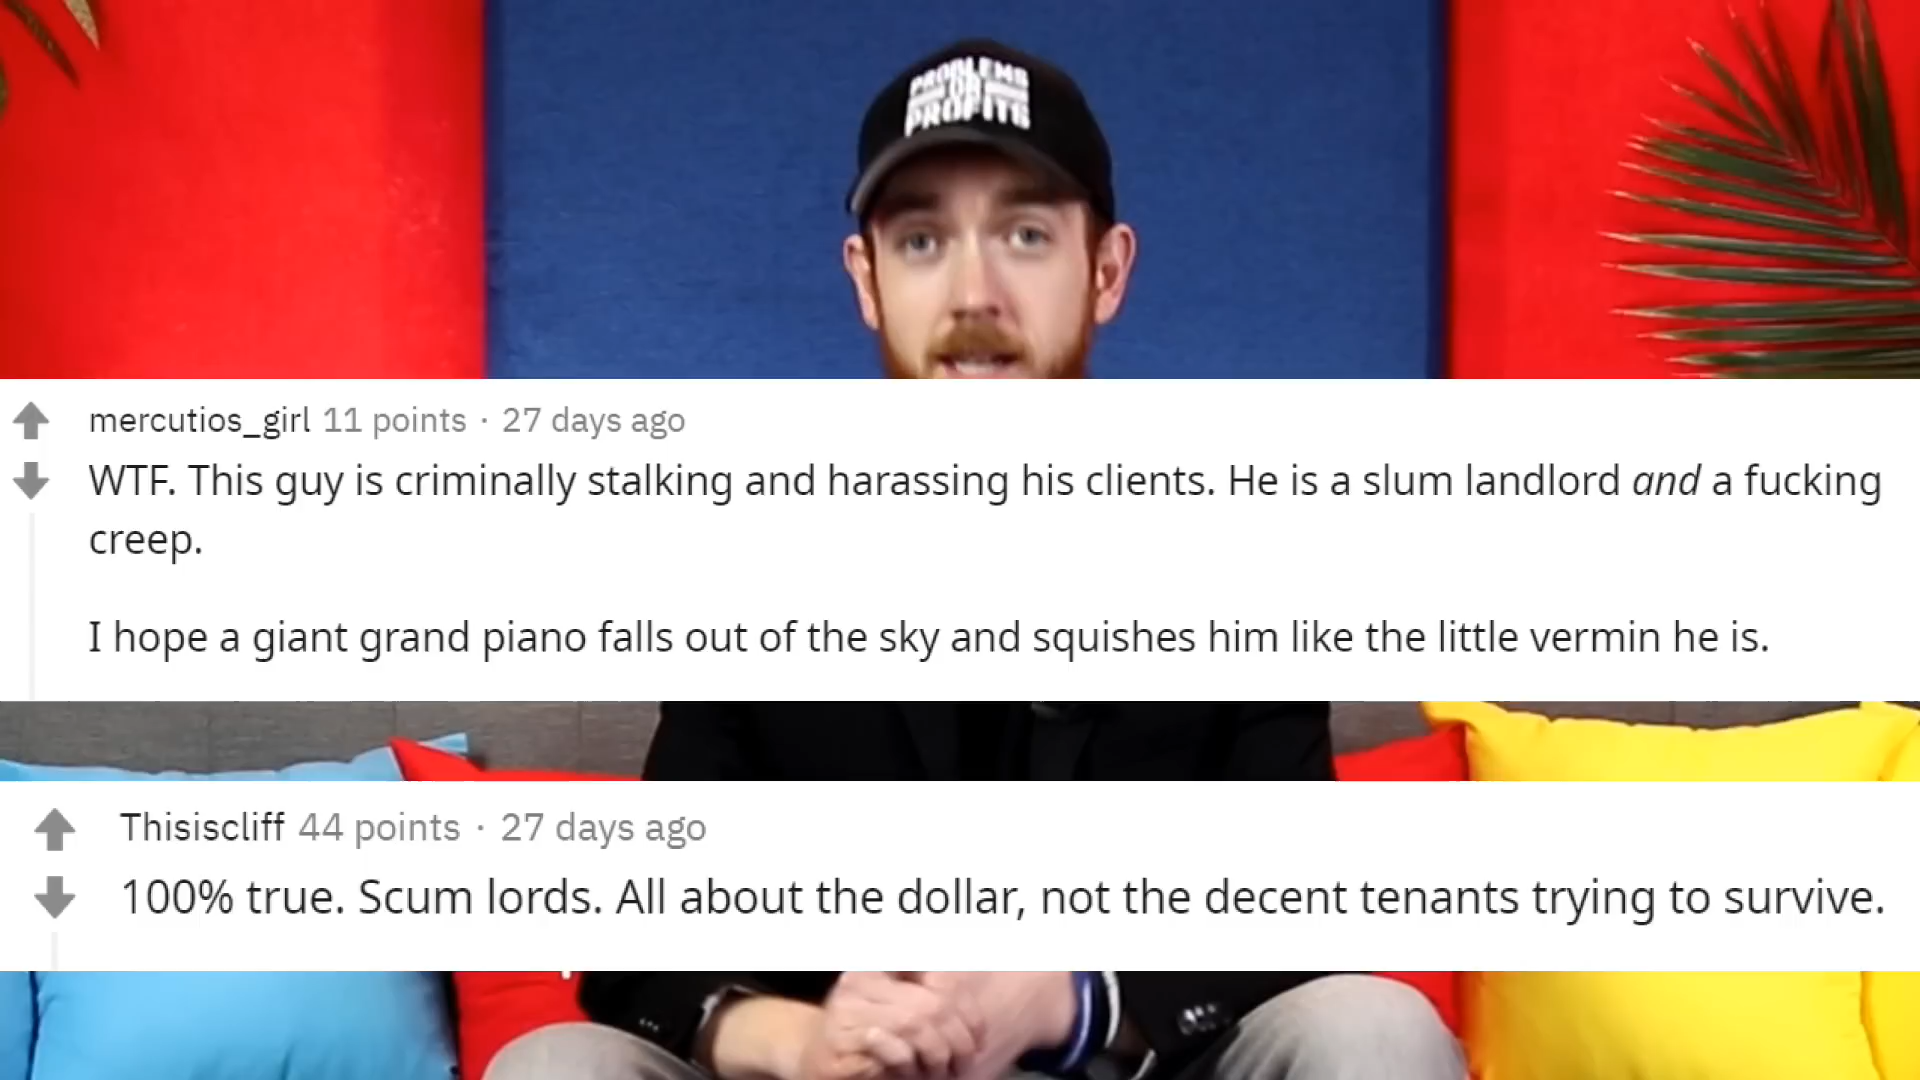 PROBLEMS
OR
PROFITS
mercutios_girl 11 points · 27 days ago
WTF. This guy is criminally stalking and harassing his clients. He is a slum landlord and a fucking
creep.
I hope a giant grand piano falls out of the sky and squishes him like the little vermin he is.
Thisiscliff 44 points · 27 days ago
100% true. Scum lords. All about the dollar, not the decent tenants trying to survive.